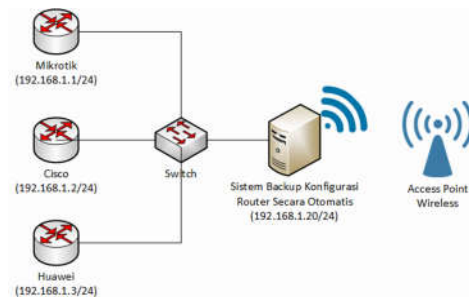 Mikrotik
(192.168.1.1/24)
Cisco
(192.168.1.2/24)
Switch
Huawei
(192.168.1.3/24)
Sistem Backup Konfigurasi
Router Secara Otomatis
(192.168.1.20/24)
Access Point
Wireless